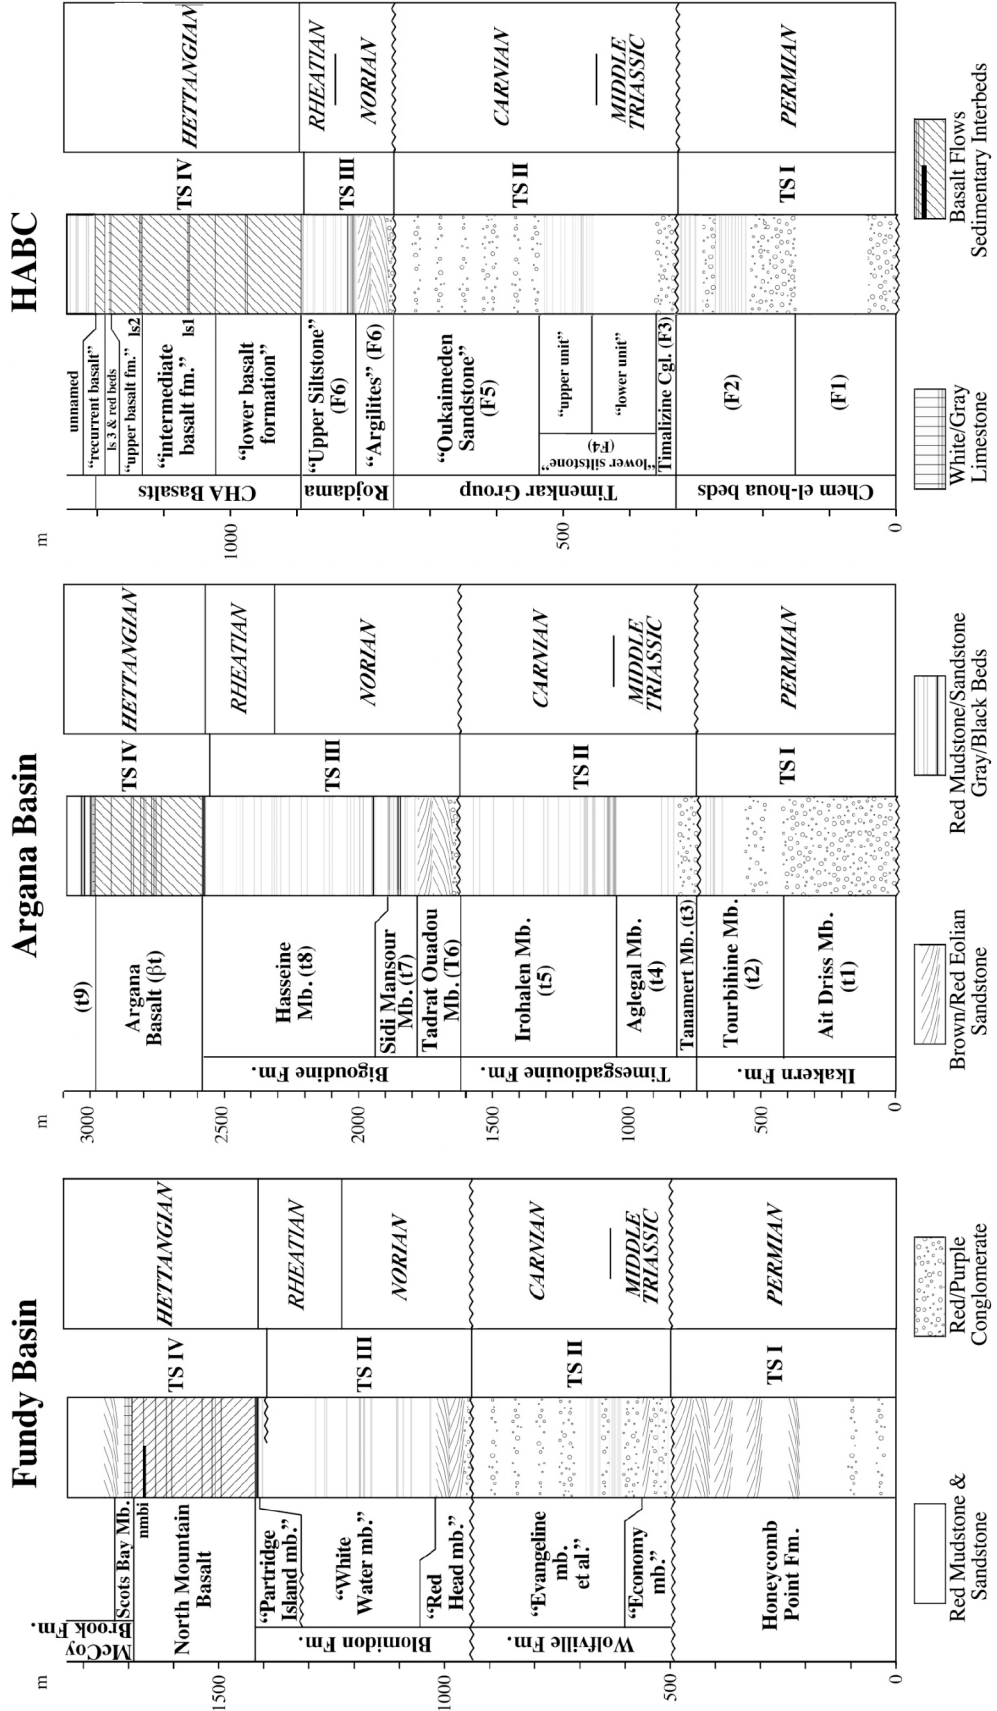 Fundy Basin
m
1500
1000
500
0
McCoy
Brook Fm.
Scots Bay Mb.
nmbi
North Mountain
Basalt
Blomidon Fm.
“Partridge
Island mb.”
“White
Water mb.”
“Red
Head mb.”
Wolfville Fm.
“Evangeline
mb.
et al.”
“Economy
mb.”
Honeycomb
Point Fm.
TS IV
TS III
TS II
TS I
HETTANGIAN
RHEATIAN
NORIAN
CARNIAN
MIDDLE
TRIASSIC
PERMIAN
Argana Basin
m
3000
2500
2000
1500
1000
500
0
(t9)
Argana
Basalt (βt)
Bigoudine Fm.
Hasseine
Mb. (t8)
Sidi Mansour
Mb. (t7)
Tadrat Ouadou
Mb. (T6)
Timesgadiouine Fm.
Irohalen Mb.
(t5)
Aglegal Mb.
(t4)
Tanamert Mb. (t3)
Ikakern Fm.
Tourbihine Mb.
(t2)
Ait Driss Mb.
(t1)
TS IV
TS III
TS II
TS I
HETTANGIAN
RHEATIAN
NORIAN
CARNIAN
MIDDLE
TRIASSIC
PERMIAN
HABC
m
1000
500
0
CHA Basalts
unnamed
“recurrent basalt”
ls 3 & red beds
“upper basalt fm.”
ls2
“intermediate
basalt fm.”
ls1
“lower basalt
formation”
Rojdama
“Upper Siltstone”
(F6)
“Argilites” (F6)
Timenkar Group
“Oukaimeden
Sandstone”
(F5)
“lower siltstone”
(F4)
“upper unit”
“lower unit”
Timalizine Cgl. (F3)
Chem el-houa beds
(F2)
(F1)
TS IV
TS III
TS II
TS I
HETTANGIAN
RHEATIAN
NORIAN
CARNIAN
MIDDLE
TRIASSIC
PERMIAN
Red Mudstone &
Sandstone
Red/Purple
Conglomerate
Brown/Red Eolian
Sandstone
Red Mudstone/Sandstone
Gray/Black Beds
White/Gray
Limestone
Basalt Flows
Sedimentary Interbeds